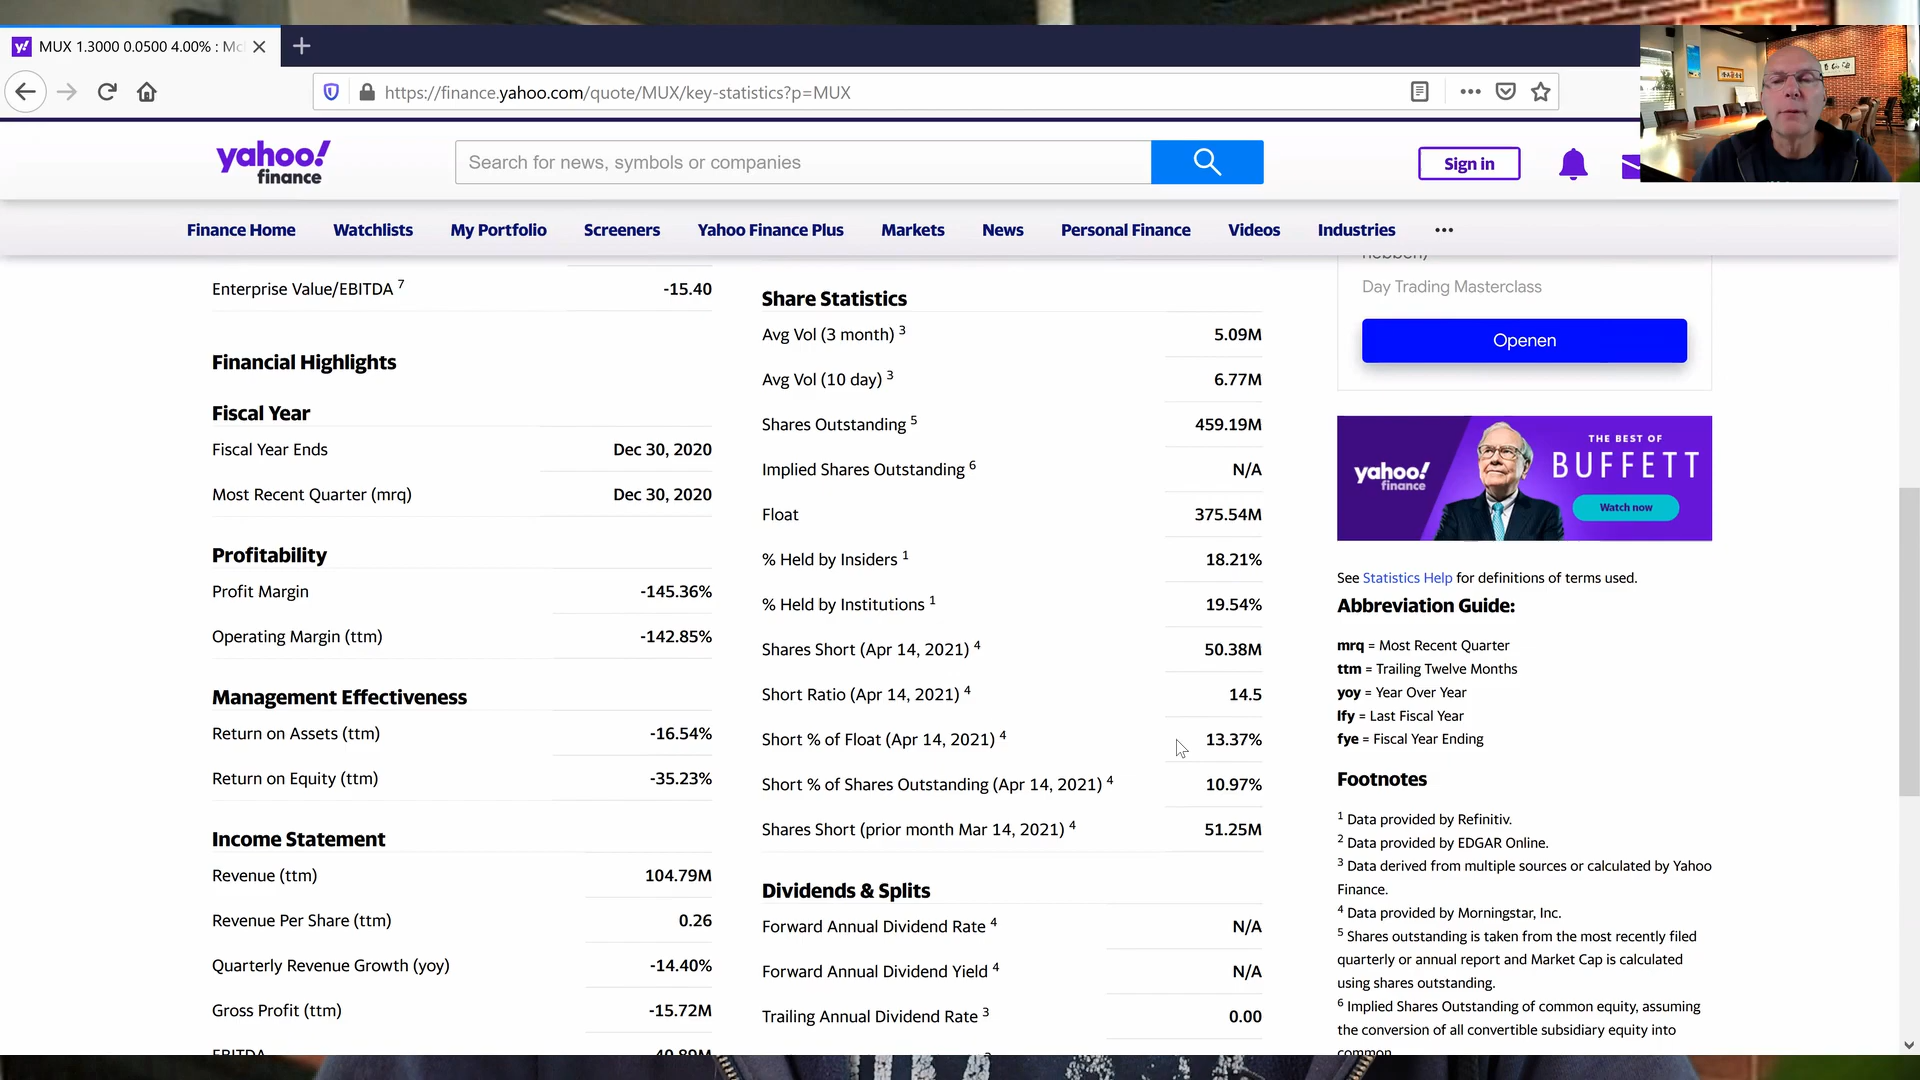 MUX 1.3000 0.0500 4.00% : Mc
https://finance.yahoo.com/quote/MUX/key-statistics?p=MUX
yahoo!
finance
Search for news, symbols or companies
Sign in
Finance Home Watchlists My Portfolio Screeners Yahoo Finance Plus Markets News Personal Finance Videos Industries
Enterprise Value/EBITDA 7 -15.40
Financial Highlights
Fiscal Year
Fiscal Year Ends Dec 30, 2020
Most Recent Quarter (mrq) Dec 30, 2020
Profitability
Profit Margin -145.36%
Operating Margin (ttm) -142.85%
Management Effectiveness
Return on Assets (ttm) -16.54%
Return on Equity (ttm) -35.23%
Income Statement
Revenue (ttm) 104.79M
Revenue Per Share (ttm) 0.26
Quarterly Revenue Growth (yoy) -14.40%
Gross Profit (ttm) -15.72M
EBITDA -40.89M
Share Statistics
Avg Vol (3 month) 3 5.09M
Avg Vol (10 day) 3 6.77M
Shares Outstanding 5 459.19M
Implied Shares Outstanding 6 N/A
Float 375.54M
% Held by Insiders 1 18.21%
% Held by Institutions 1 19.54%
Shares Short (Apr 14, 2021) 4 50.38M
Short Ratio (Apr 14, 2021) 4 14.5
Short % of Float (Apr 14, 2021) 4 13.37%
Short % of Shares Outstanding (Apr 14, 2021) 4 10.97%
Shares Short (prior month Mar 14, 2021) 4 51.25M
Dividends & Splits
Forward Annual Dividend Rate 4 N/A
Forward Annual Dividend Yield 4 N/A
Trailing Annual Dividend Rate 3 0.00
hebben)
Day Trading Masterclass
Openen
yahoo!
finance
THE BEST OF
BUFFETT
Watch now
See Statistics Help for definitions of terms used.
Abbreviation Guide:
mrq = Most Recent Quarter
ttm = Trailing Twelve Months
yoy = Year Over Year
lfy = Last Fiscal Year
fye = Fiscal Year Ending
Footnotes
1 Data provided by Refinitiv.
2 Data provided by EDGAR Online.
3 Data derived from multiple sources or calculated by Yahoo
Finance.
4 Data provided by Morningstar, Inc.
5 Shares outstanding is taken from the most recently filed
quarterly or annual report and Market Cap is calculated
using shares outstanding.
6 Implied Shares Outstanding of common equity, assuming
the conversion of all convertible subsidiary equity into
common.